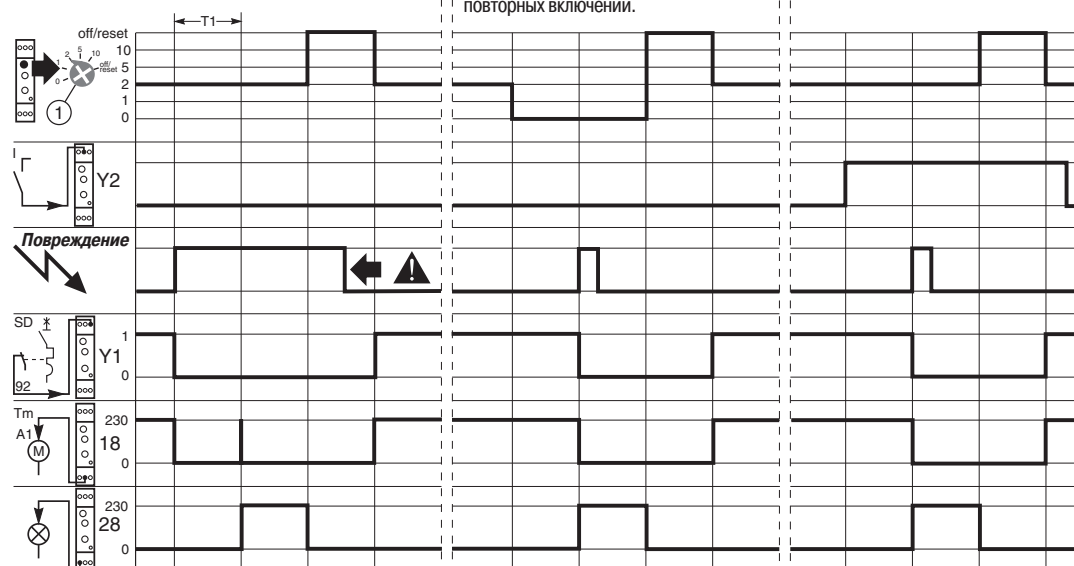 повторных включений.
T1
off/reset
10
5
2
1
0
0
1
2
5
10
off/
reset
1
I
Y2
Повреждение
SD
92
1
Y1
0
Tm
A1
M
230
18
0
230
28
0